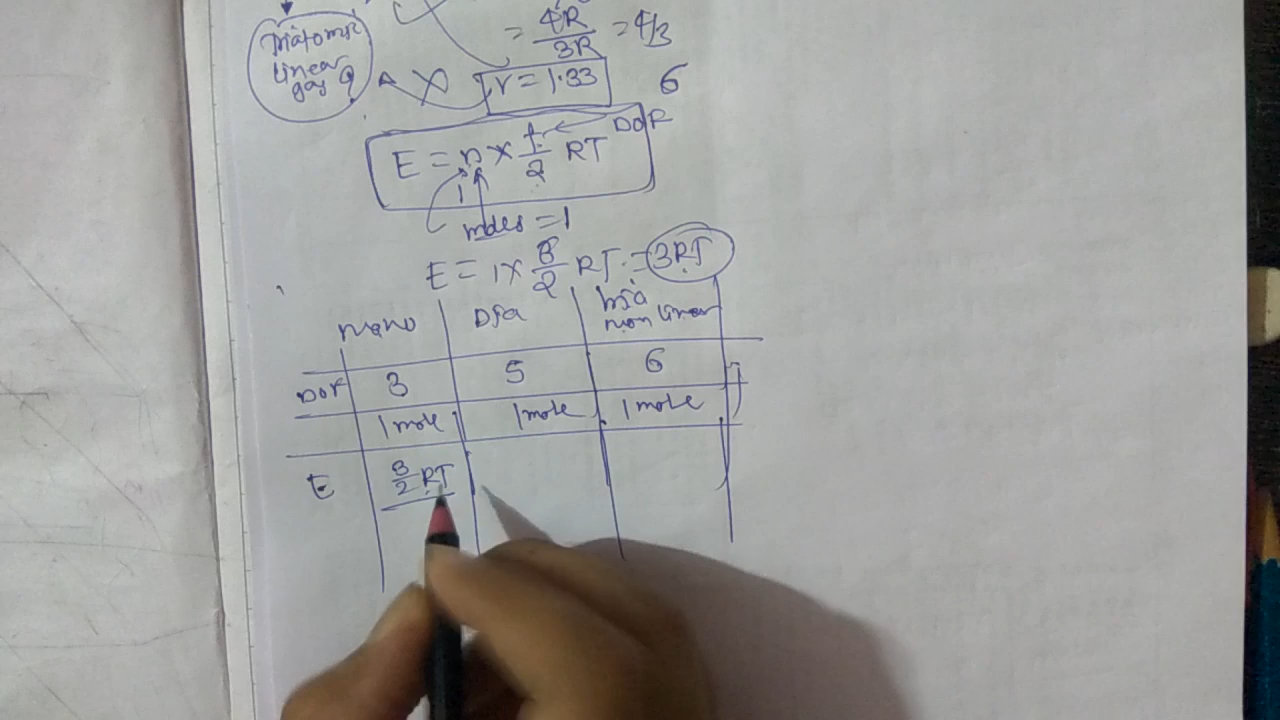 = 4R/3R = 4/3
Triatomic
linear
gas ?
r = 1.33
6
E = n × f/2 RT
DOF
1
moles = 1
E = 1 × 6/2 RT = 3RT
Mono Dia
non linear
DOF 3 5 6
1 mole 1 mole 1 mole
E 3/2 RT